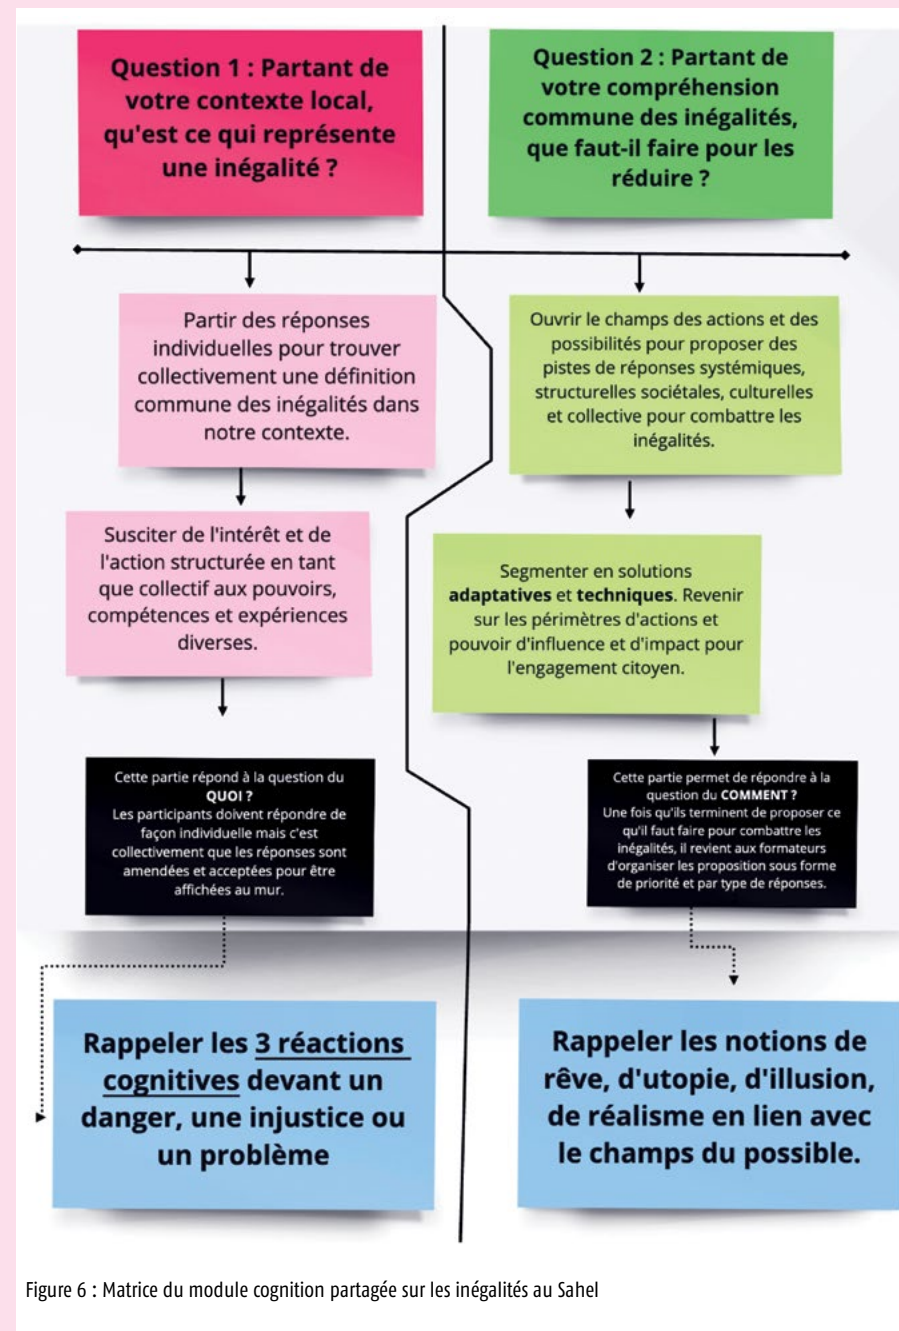 Question 1 : Partant de
votre contexte local,
qu'est ce qui représente
une inégalité ?
Partir des réponses
individuelles pour trouver
collectivement une définition
commune des inégalités dans
notre contexte.
Susciter de l'intérêt et de
l'action structurée en tant
que collectif aux pouvoirs,
compétences et expériences
diverses.
Cette partie répond à la question du
QUOI ?
Les participants doivent répondre de
façon individuelle mais c'est
collectivement que les réponses sont
amendées et acceptées pour être
affichées au mur.
Rappeler les 3 réactions
cognitives devant un
danger, une injustice ou
un problème
Question 2 : Partant de
votre compréhension
commune des inégalités,
que faut-il faire pour les
réduire ?
Ouvrir le champs des actions et des
possibilités pour proposer des
pistes de réponses systémiques,
structurelles sociétales, culturelles
et collective pour combattre les
inégalités.
Segmenter en solutions
adaptatives et techniques. Revenir
sur les périmètres d'actions et
pouvoir d'influence et d'impact pour
l'engagement citoyen.
Cette partie permet de répondre à la
question du COMMENT ?
Une fois qu'ils terminent de proposer ce
qu'il faut faire pour combattre les
inégalités, il revient aux formateurs
d'organiser les proposition sous forme
de priorité et par type de réponses.
Rappeler les notions de
rêve, d'utopie, d'illusion,
de réalisme en lien avec
le champs du possible.
Figure 6 : Matrice du module cognition partagée sur les inégalités au Sahel